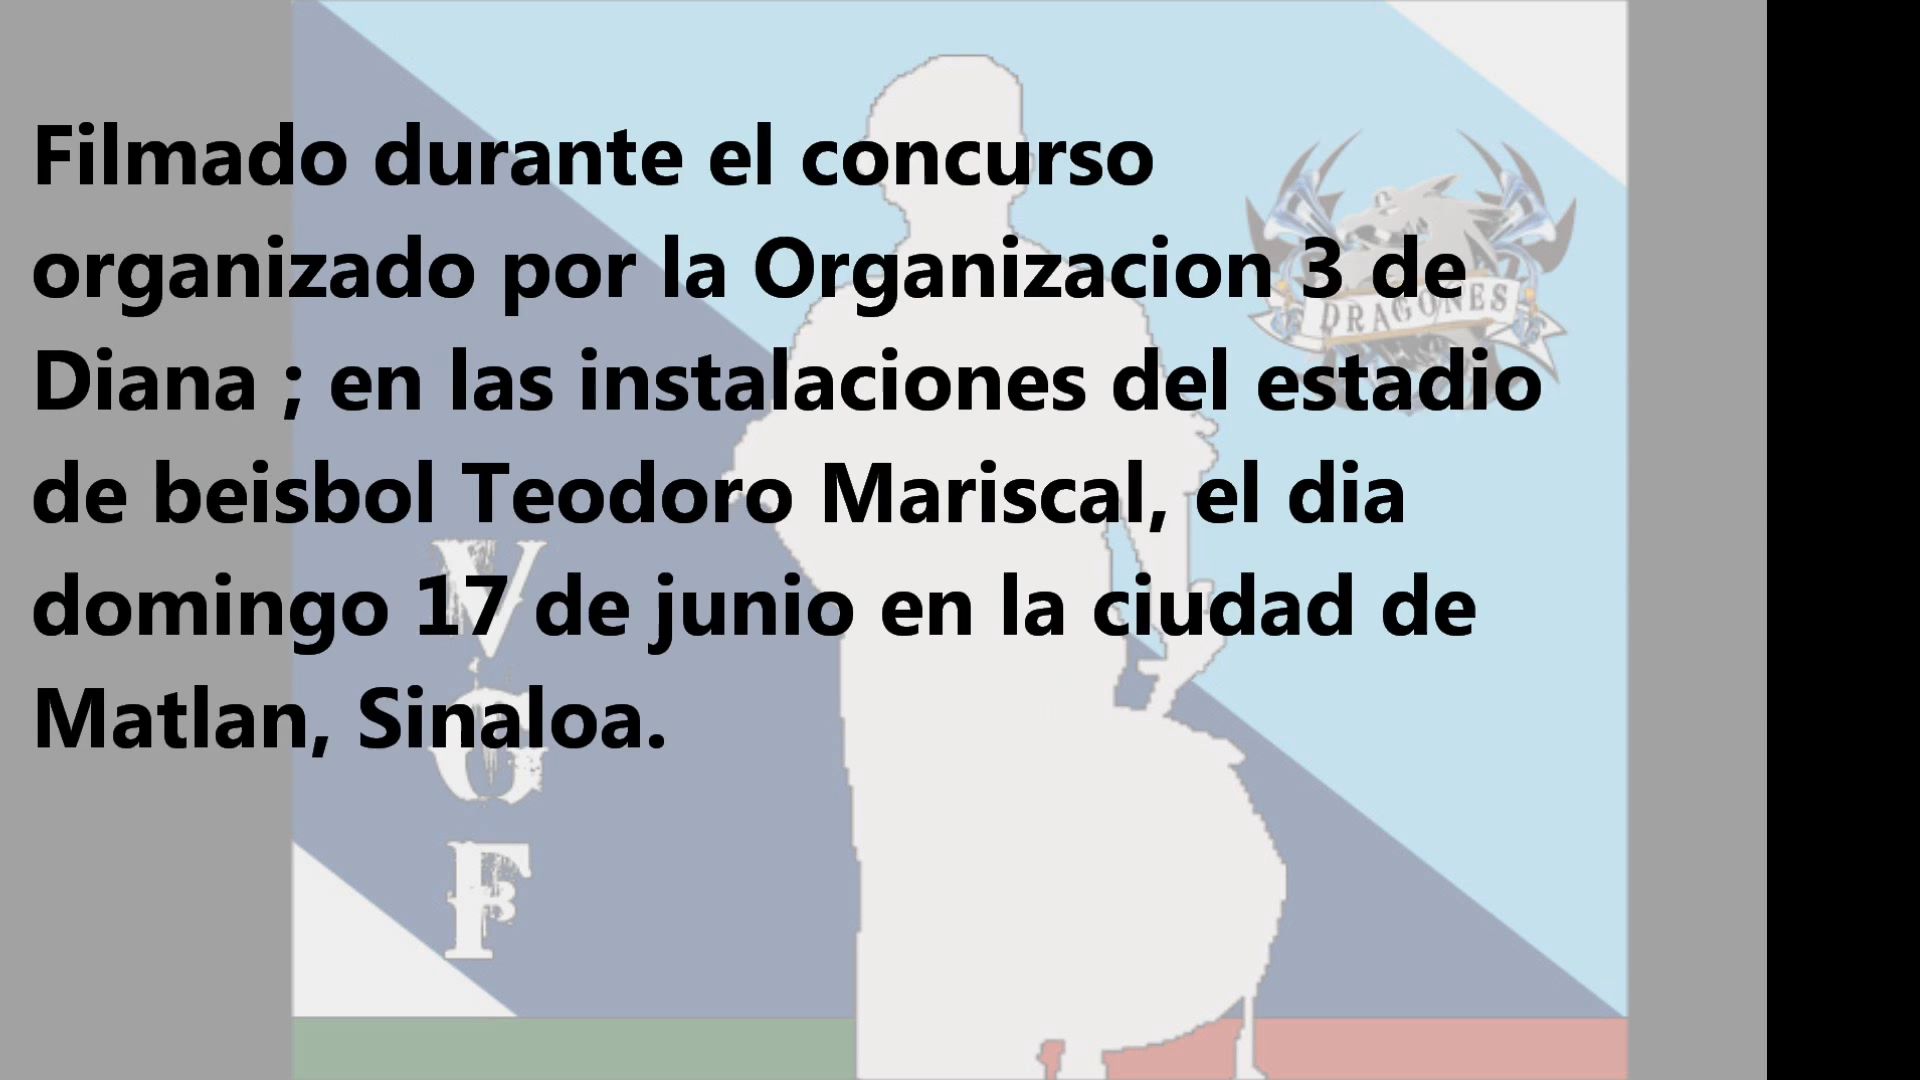 Filmado durante el concurso
organizado por la Organizacion 3 de
Diana ; en las instalaciones del estadio
de beisbol Teodoro Mariscal, el dia
domingo 17 de junio en la ciudad de
Matlan, Sinaloa.
DRAGONES
V
G
F